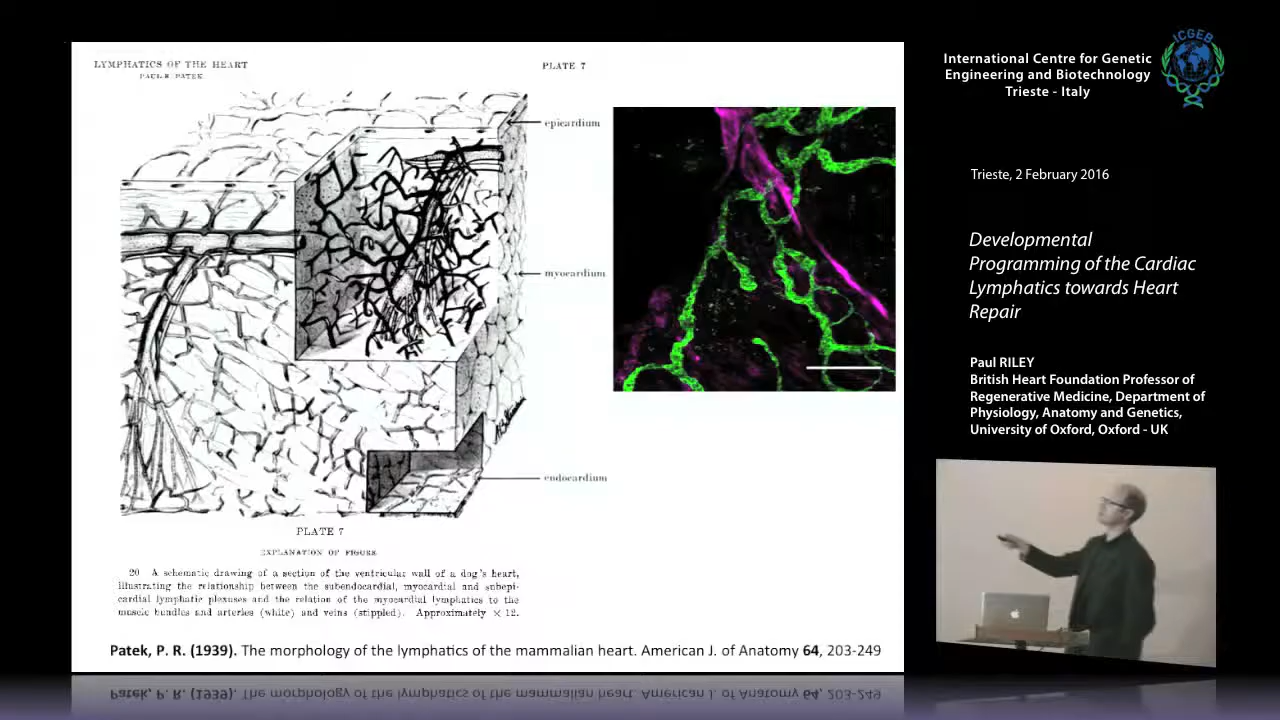 LYMPHATICS OF THE HEART
PAUL R. PATEK
PLATE 7
epicardium
myocardium
endocardium
PLATE 7
EXPLANATION OF FIGURE
20 A schematic drawing of a section of the ventricular wall of a dog's heart,
illustrating the relationship between the subendocardial, myocardial and subepi-
cardial lymphatic plexuses and the relation of the myocardial lymphatics to the
muscle bundles and arteries (white) and veins (stippled). Approximately × 12.
Patek, P. R. (1939). The morphology of the lymphatics of the mammalian heart. American J. of Anatomy 64, 203-249
International Centre for Genetic
Engineering and Biotechnology
Trieste - Italy
ICGEB
Trieste, 2 February 2016
Developmental
Programming of the Cardiac
Lymphatics towards Heart
Repair
Paul RILEY
British Heart Foundation Professor of
Regenerative Medicine, Department of
Physiology, Anatomy and Genetics,
University of Oxford, Oxford - UK